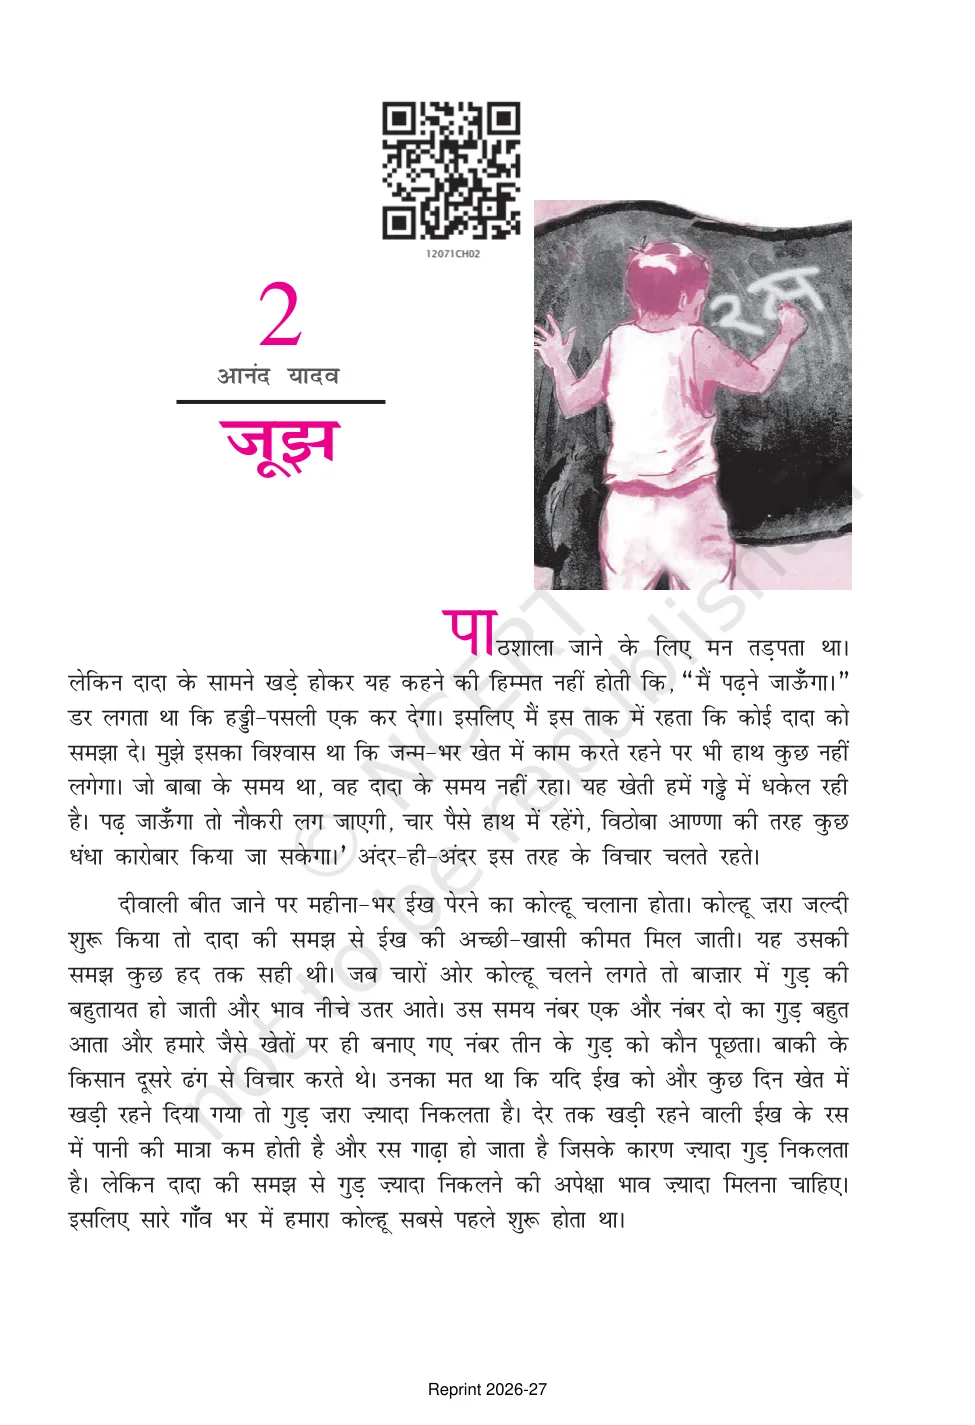 12071CH02
2
आनंद यादव
जूझ
पाठशाला जाने के लिए मन तड़पता था।
लेकिन दादा के सामने खड़े होकर यह कहने की हिम्मत नहीं होती कि, “मैं पढ़ने जाऊँगा।”
डर लगता था कि हड्डी-पसली एक कर देगा। इसलिए मैं इस ताक में रहता कि कोई दादा को
समझा दे। मुझे इसका विश्वास था कि जन्म-भर खेत में काम करते रहने पर भी हाथ कुछ नहीं
लगेगा। जो बाबा के समय था, वह दादा के समय नहीं रहा। यह खेती हमें गड्ढे में धकेल रही
है। पढ़ जाऊँगा तो नौकरी लग जाएगी, चार पैसे हाथ में रहेंगे, विठोबा आण्णा की तरह कुछ
धंधा कारोबार किया जा सकेगा।’ अंदर-ही-अंदर इस तरह के विचार चलते रहते।
दीवाली बीत जाने पर महीना-भर ईख पेरने का कोल्हू चलाना होता। कोल्हू ज़रा जल्दी
शुरू किया तो दादा की समझ से ईख की अच्छी-खासी कीमत मिल जाती। यह उसकी
समझ कुछ हद तक सही थी। जब चारों ओर कोल्हू चलने लगते तो बाज़ार में गुड़ की
बहुतायत हो जाती और भाव नीचे उतर आते। उस समय नंबर एक और नंबर दो का गुड़ बहुत
आता और हमारे जैसे खेतों पर ही बनाए गए नंबर तीन के गुड़ को कौन पूछता। बाकी के
किसान दूसरे ढंग से विचार करते थे। उनका मत था कि यदि ईख को और कुछ दिन खेत में
खड़ी रहने दिया गया तो गुड़ ज़रा ज़्यादा निकलता है। देर तक खड़ी रहने वाली ईख के रस
में पानी की मात्रा कम होती है और रस गाढ़ा हो जाता है जिसके कारण ज़्यादा गुड़ निकलता
है। लेकिन दादा की समझ से गुड़ ज़्यादा निकलने की अपेक्षा भाव ज़्यादा मिलना चाहिए।
इसलिए सारे गाँव भर में हमारा कोल्हू सबसे पहले शुरू होता था।
© NCERT
not to be republished
Reprint 2026-27